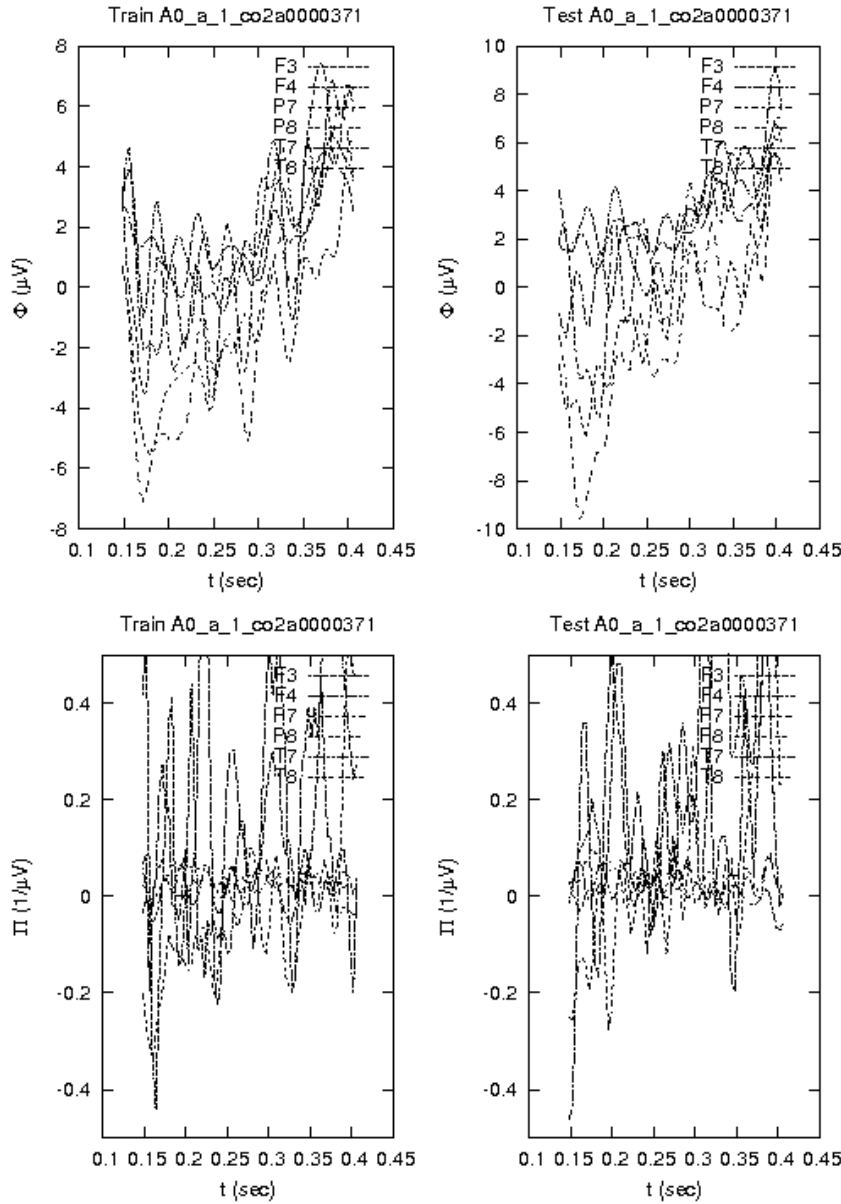 Train A0_a_1_co2a0000371
8
6
4
2
0
-2
-4
-6
-8
Φ (μV)
F3
F4
P7
P8
T7
T8
0.1 0.15 0.2 0.25 0.3 0.35 0.4 0.45
t (sec)
Test A0_a_1_co2a0000371
10
8
6
4
2
0
-2
-4
-6
-8
-10
Φ (μV)
F3
F4
P7
P8
T7
T8
0.1 0.15 0.2 0.25 0.3 0.35 0.4 0.45
t (sec)
Train A0_a_1_co2a0000371
0.4
0.2
0
-0.2
-0.4
Π (1/μV)
F3
F4
P7
P8
T7
T8
0.1 0.15 0.2 0.25 0.3 0.35 0.4 0.45
t (sec)
Test A0_a_1_co2a0000371
0.4
0.2
0
-0.2
-0.4
Π (1/μV)
F3
F4
P7
P8
T7
T8
0.1 0.15 0.2 0.25 0.3 0.35 0.4 0.45
t (sec)